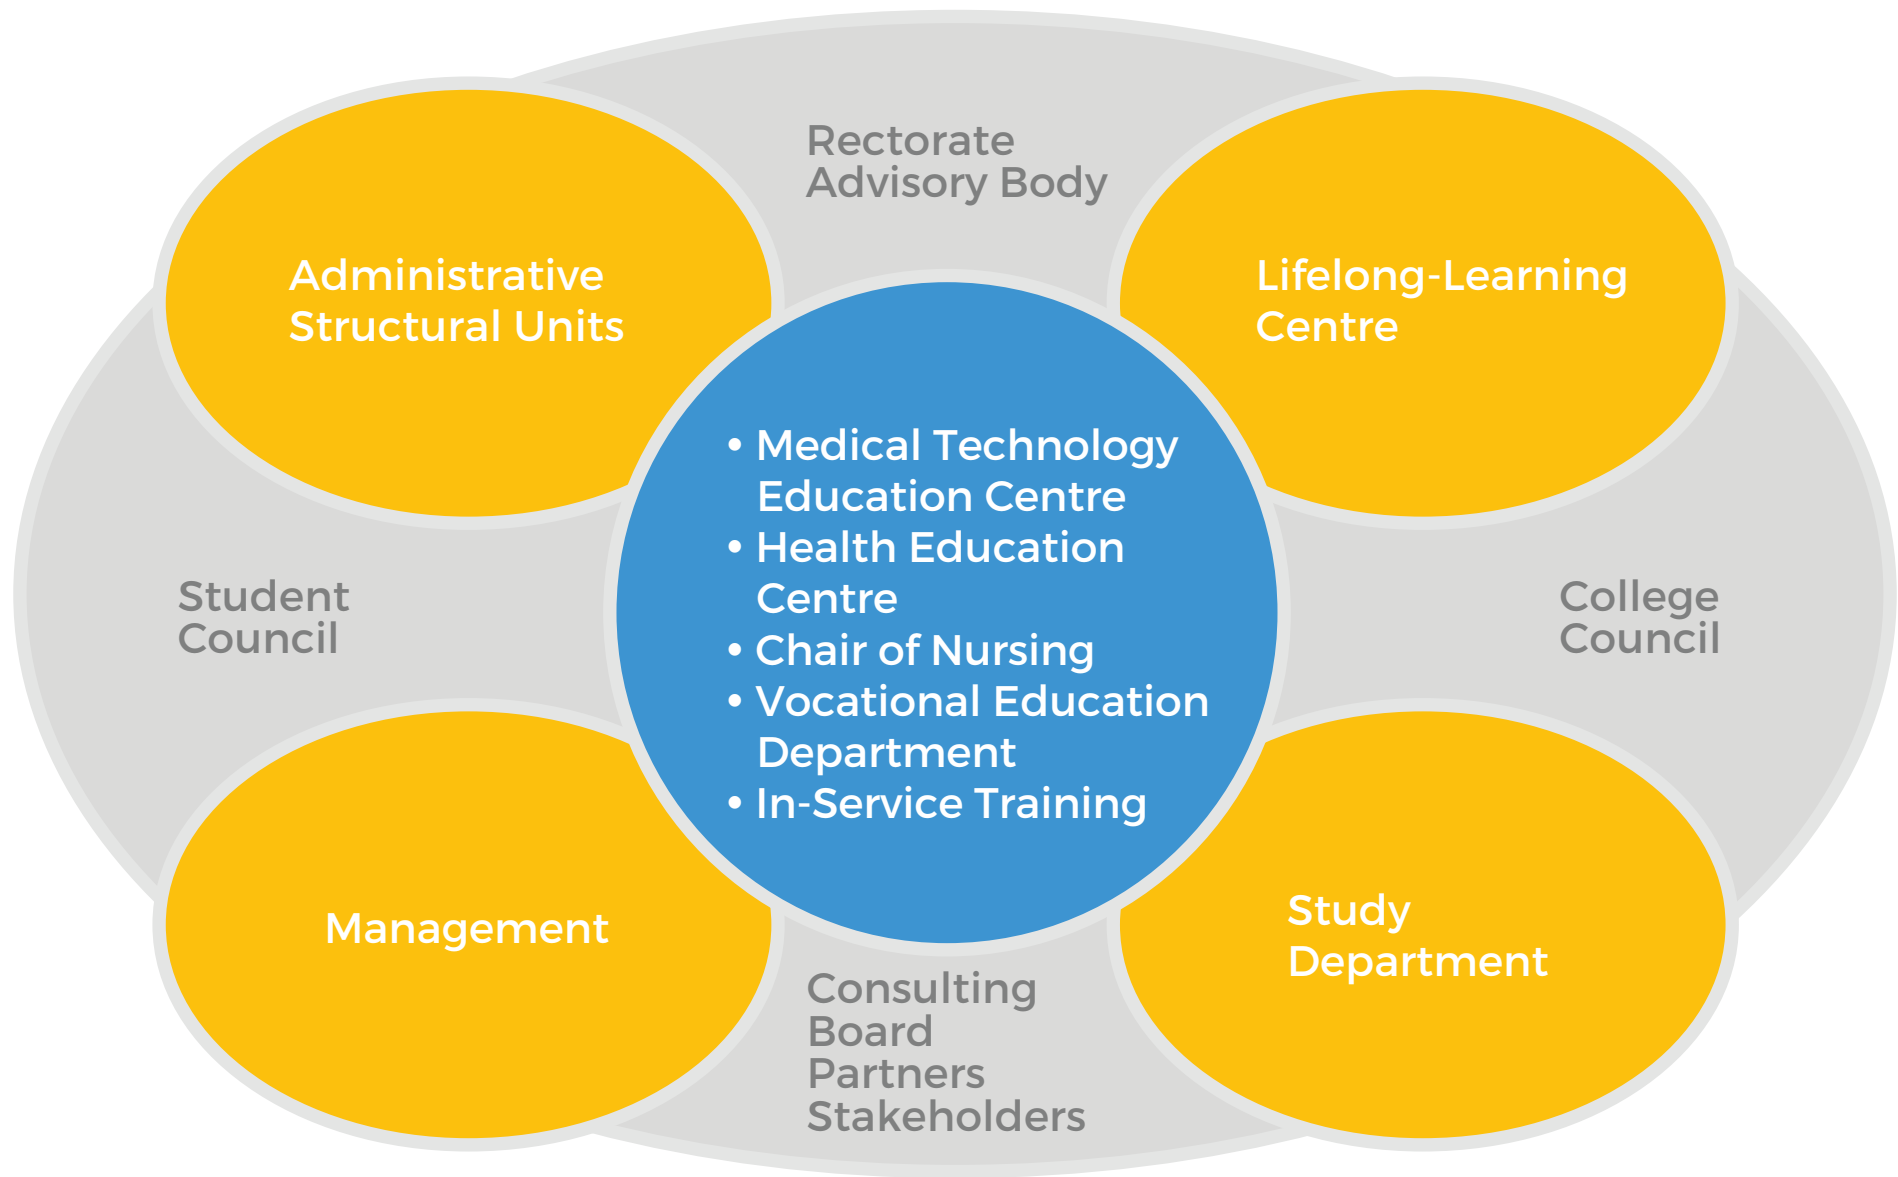 Rectorate
Advisory Body
Administrative
Structural Units
Lifelong-Learning
Centre
• Medical Technology
Education Centre
• Health Education
Centre
• Chair of Nursing
• Vocational Education
Department
• In-Service Training
Student
Council
College
Council
Management
Study
Department
Consulting
Board
Partners
Stakeholders